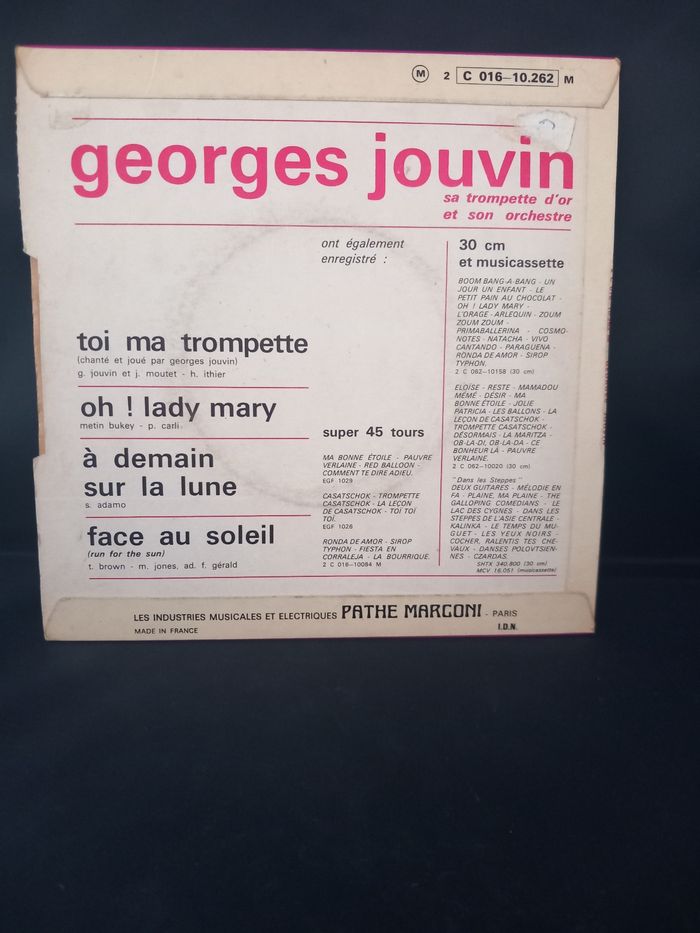 M 2 C 016–10.262 M
georges jouvin
sa trompette d'or
et son orchestre
toi ma trompette
(chanté et joué par georges jouvin)
g. jouvin et j. moutet - h. ithier
oh ! lady mary
metin bukey - p. carli
à demain
sur la lune
s. adamo
face au soleil
(run for the sun)
t. brown - m. jones, ad. f. gérald
ont également
enregistré :
super 45 tours
MA BONNE ÉTOILE - PAUVRE
VERLAINE - RED BALLOON -
COMMENT TE DIRE ADIEU.
EGF 1029
CASATSCHOK - TROMPETTE
CASATSCHOK - LA LEÇON
DE CASATSCHOK - TOI TOI
TOI.
EGF 1026
RONDA DE AMOR - SIROP
TYPHON - FIESTA EN
CORRALEJA - LA BOURRIQUE.
2 C 016–10084 M
30 cm
et musicassette
BOOM BANG-A-BANG - UN
JOUR UN ENFANT - LE
PETIT PAIN AU CHOCOLAT -
OH ! LADY MARY -
L'ORAGE - ARLEQUIN - ZOUM
ZOUM ZOUM -
PRIMABALLERINA - COSMO-
NOTES - NATACHA - VIVO
CANTANDO - PARAGUENA -
RONDA DE AMOR - SIROP
TYPHON.
2 C 062–10158 (30 cm)
ELOÏSE - RESTE - MAMADOU
MÉMÉ - DÉSIR - MA
BONNE ÉTOILE - JOLIE
PATRICIA - LES BALLONS - LA
LEÇON DE CASATSCHOK -
TROMPETTE CASATSCHOK -
DÉSORMAIS - LA MARITZA -
OB-LA-DI, OB-LA-DA - CE
BONHEUR LÀ - PAUVRE
VERLAINE.
2 C 062–10020 (30 cm)
"Dans les Steppes"
DEUX GUITARES - MÉLODIE EN
FA - PLAINE, MA PLAINE - THE
GALLOPING COMEDIANS - LE
LAC DES CYGNES - DANS LES
STEPPES DE L'ASIE CENTRALE -
KALINKA - LE TEMPS DU MU-
GUET - LES YEUX NOIRS -
COCHER, RALENTIS TES CHE-
VAUX - DANSES POLOVTSIEN-
NES - CZARDAS.
SHTX 340.800 (30 cm)
MCV 16.051 (musicassette)
LES INDUSTRIES MUSICALES ET ELECTRIQUES PATHE MARCONI - PARIS
MADE IN FRANCE
I.D.N.